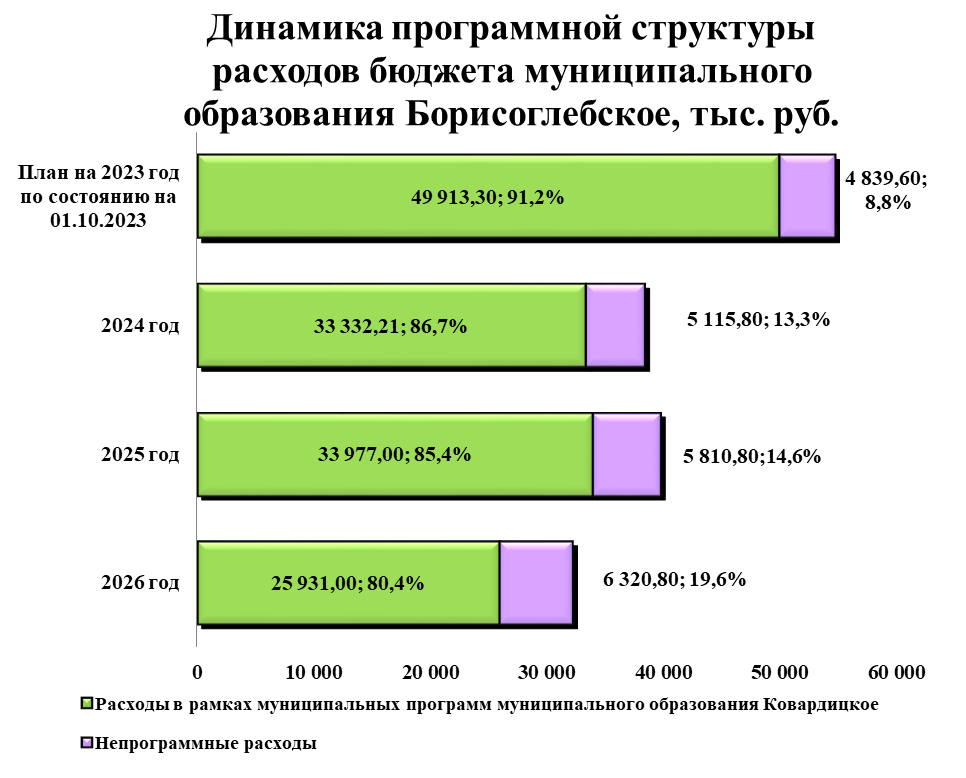 Динамика программной структуры
расходов бюджета муниципального
образования Борисоглебское, тыс. руб.
План на 2023 год
по состоянию на
01.10.2023
49 913,30; 91,2%
4 839,60;
8,8%
2024 год
33 332,21; 86,7%
5 115,80; 13,3%
2025 год
33 977,00; 85,4%
5 810,80;14,6%
2026 год
25 931,00; 80,4%
6 320,80; 19,6%
0 10 000 20 000 30 000 40 000 50 000 60 000
Расходы в рамках муниципальных программ муниципального образования Ковардицкое
Непрограммные расходы